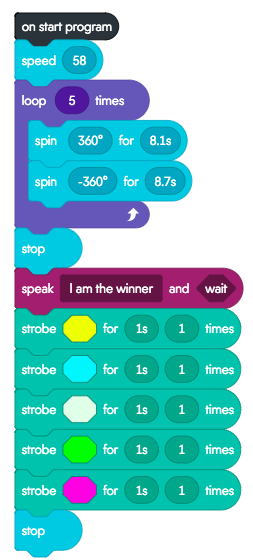 on start program
speed 58
loop 5 times
spin 360° for 8.1s
spin -360° for 8.7s
stop
speak I am the winner and wait
strobe for 1s 1 times
strobe for 1s 1 times
strobe for 1s 1 times
strobe for 1s 1 times
strobe for 1s 1 times
stop